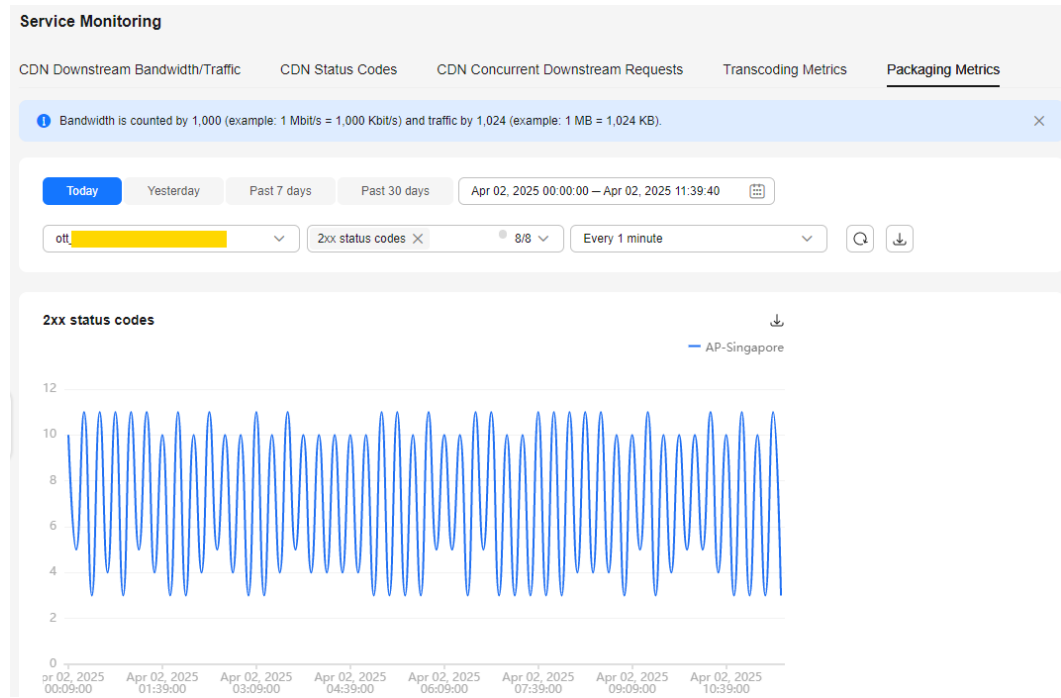 Service Monitoring
CDN Downstream Bandwidth/Traffic CDN Status Codes CDN Concurrent Downstream Requests Transcoding Metrics Packaging Metrics
Bandwidth is counted by 1,000 (example: 1 Mbit/s = 1,000 Kbit/s) and traffic by 1,024 (example: 1 MB = 1,024 KB).
Today Yesterday Past 7 days Past 30 days Apr 02, 2025 00:00:00 — Apr 02, 2025 11:39:40
ott_ 2xx status codes 8/8 Every 1 minute
2xx status codes
AP-Singapore
12
10
8
6
4
2
0
pr 02, 2025 Apr 02, 2025 Apr 02, 2025 Apr 02, 2025 Apr 02, 2025 Apr 02, 2025 Apr 02, 2025 Apr 02, 2025
00:09:00 01:39:00 03:09:00 04:39:00 06:09:00 07:39:00 09:09:00 10:39:00